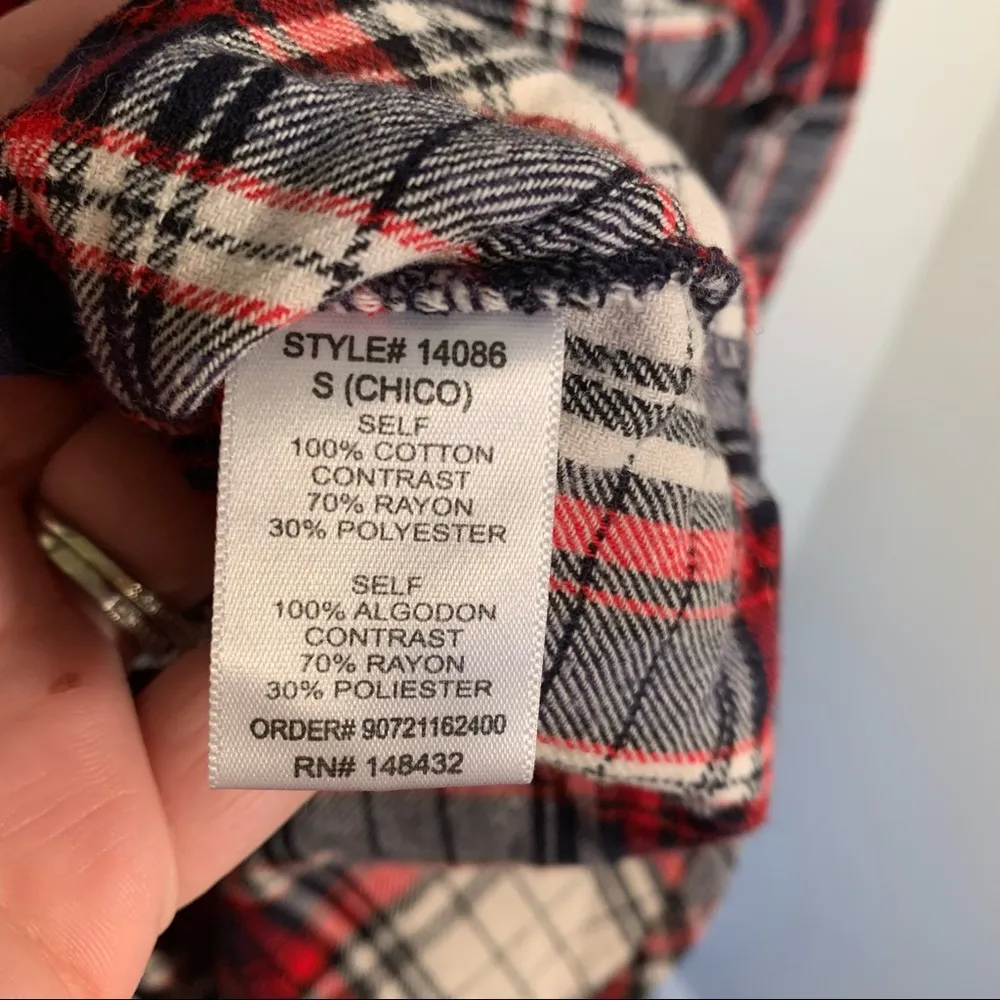 STYLE# 14086
S (CHICO)
SELF
100% COTTON
CONTRAST
70% RAYON
30% POLYESTER
SELF
100% ALGODON
CONTRAST
70% RAYON
30% POLIESTER
ORDER# 90721162400
RN# 148432